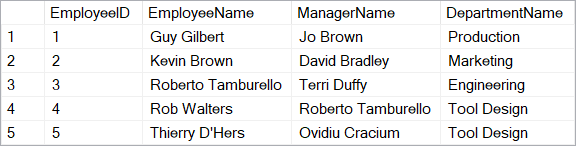 EmployeeID EmployeeName ManagerName DepartmentName
1 1 Guy Gilbert Jo Brown Production
2 2 Kevin Brown David Bradley Marketing
3 3 Roberto Tamburello Terri Duffy Engineering
4 4 Rob Walters Roberto Tamburello Tool Design
5 5 Thierry D'Hers Ovidiu Cracium Tool Design